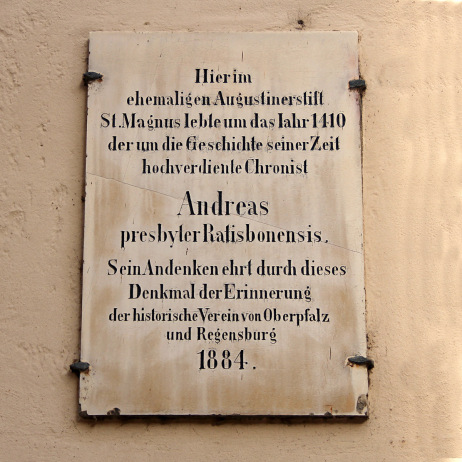 Hier im
ehemaligen Augustinerstift
St. Magnus lebte um das Iahr 1410
der um die Geschichte seiner Zeit
hochverdiente Chronist
Andreas
presbyter Ratisbonensis.
Sein Andenken ehrt durch dieses
Denkmal der Erinnerung
der historische Verein von Oberpfalz
und Regensburg
1884.